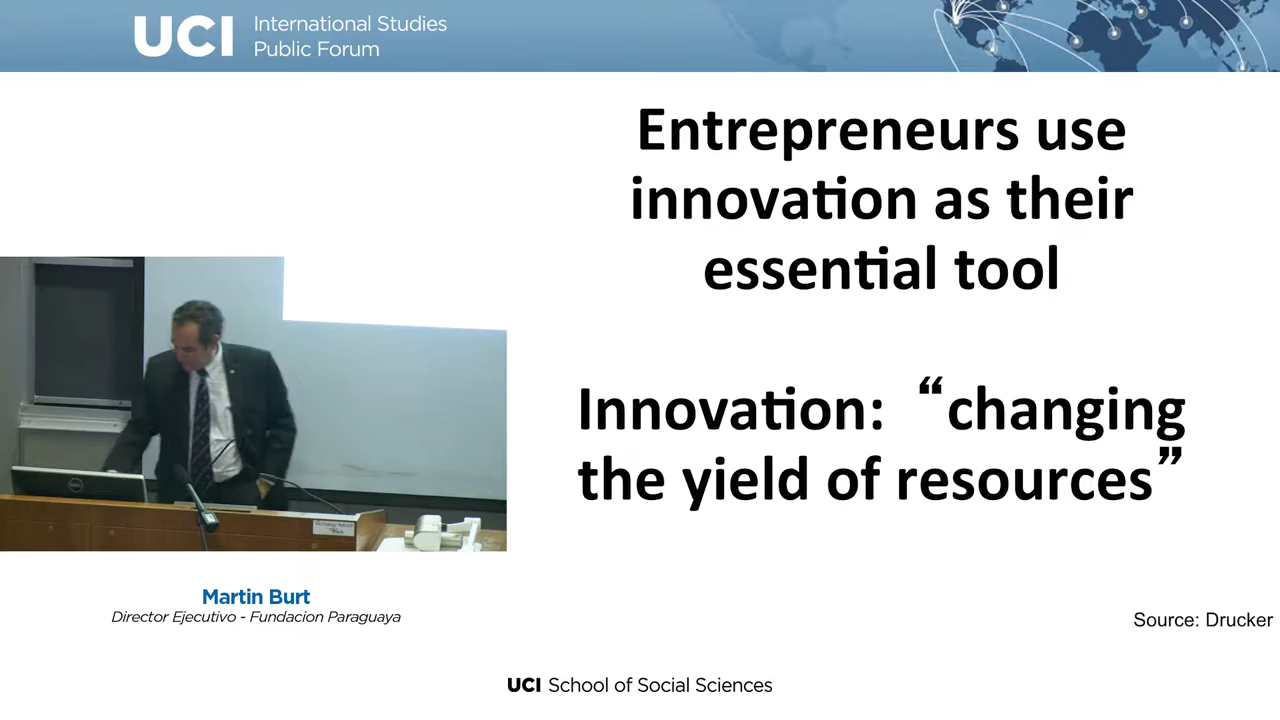 UCI International Studies
Public Forum
Entrepreneurs use
innovation as their
essential tool
Innovation: “changing
the yield of resources”
DELL
Martin Burt
Director Ejecutivo - Fundacion Paraguaya
Source: Drucker
UCI School of Social Sciences